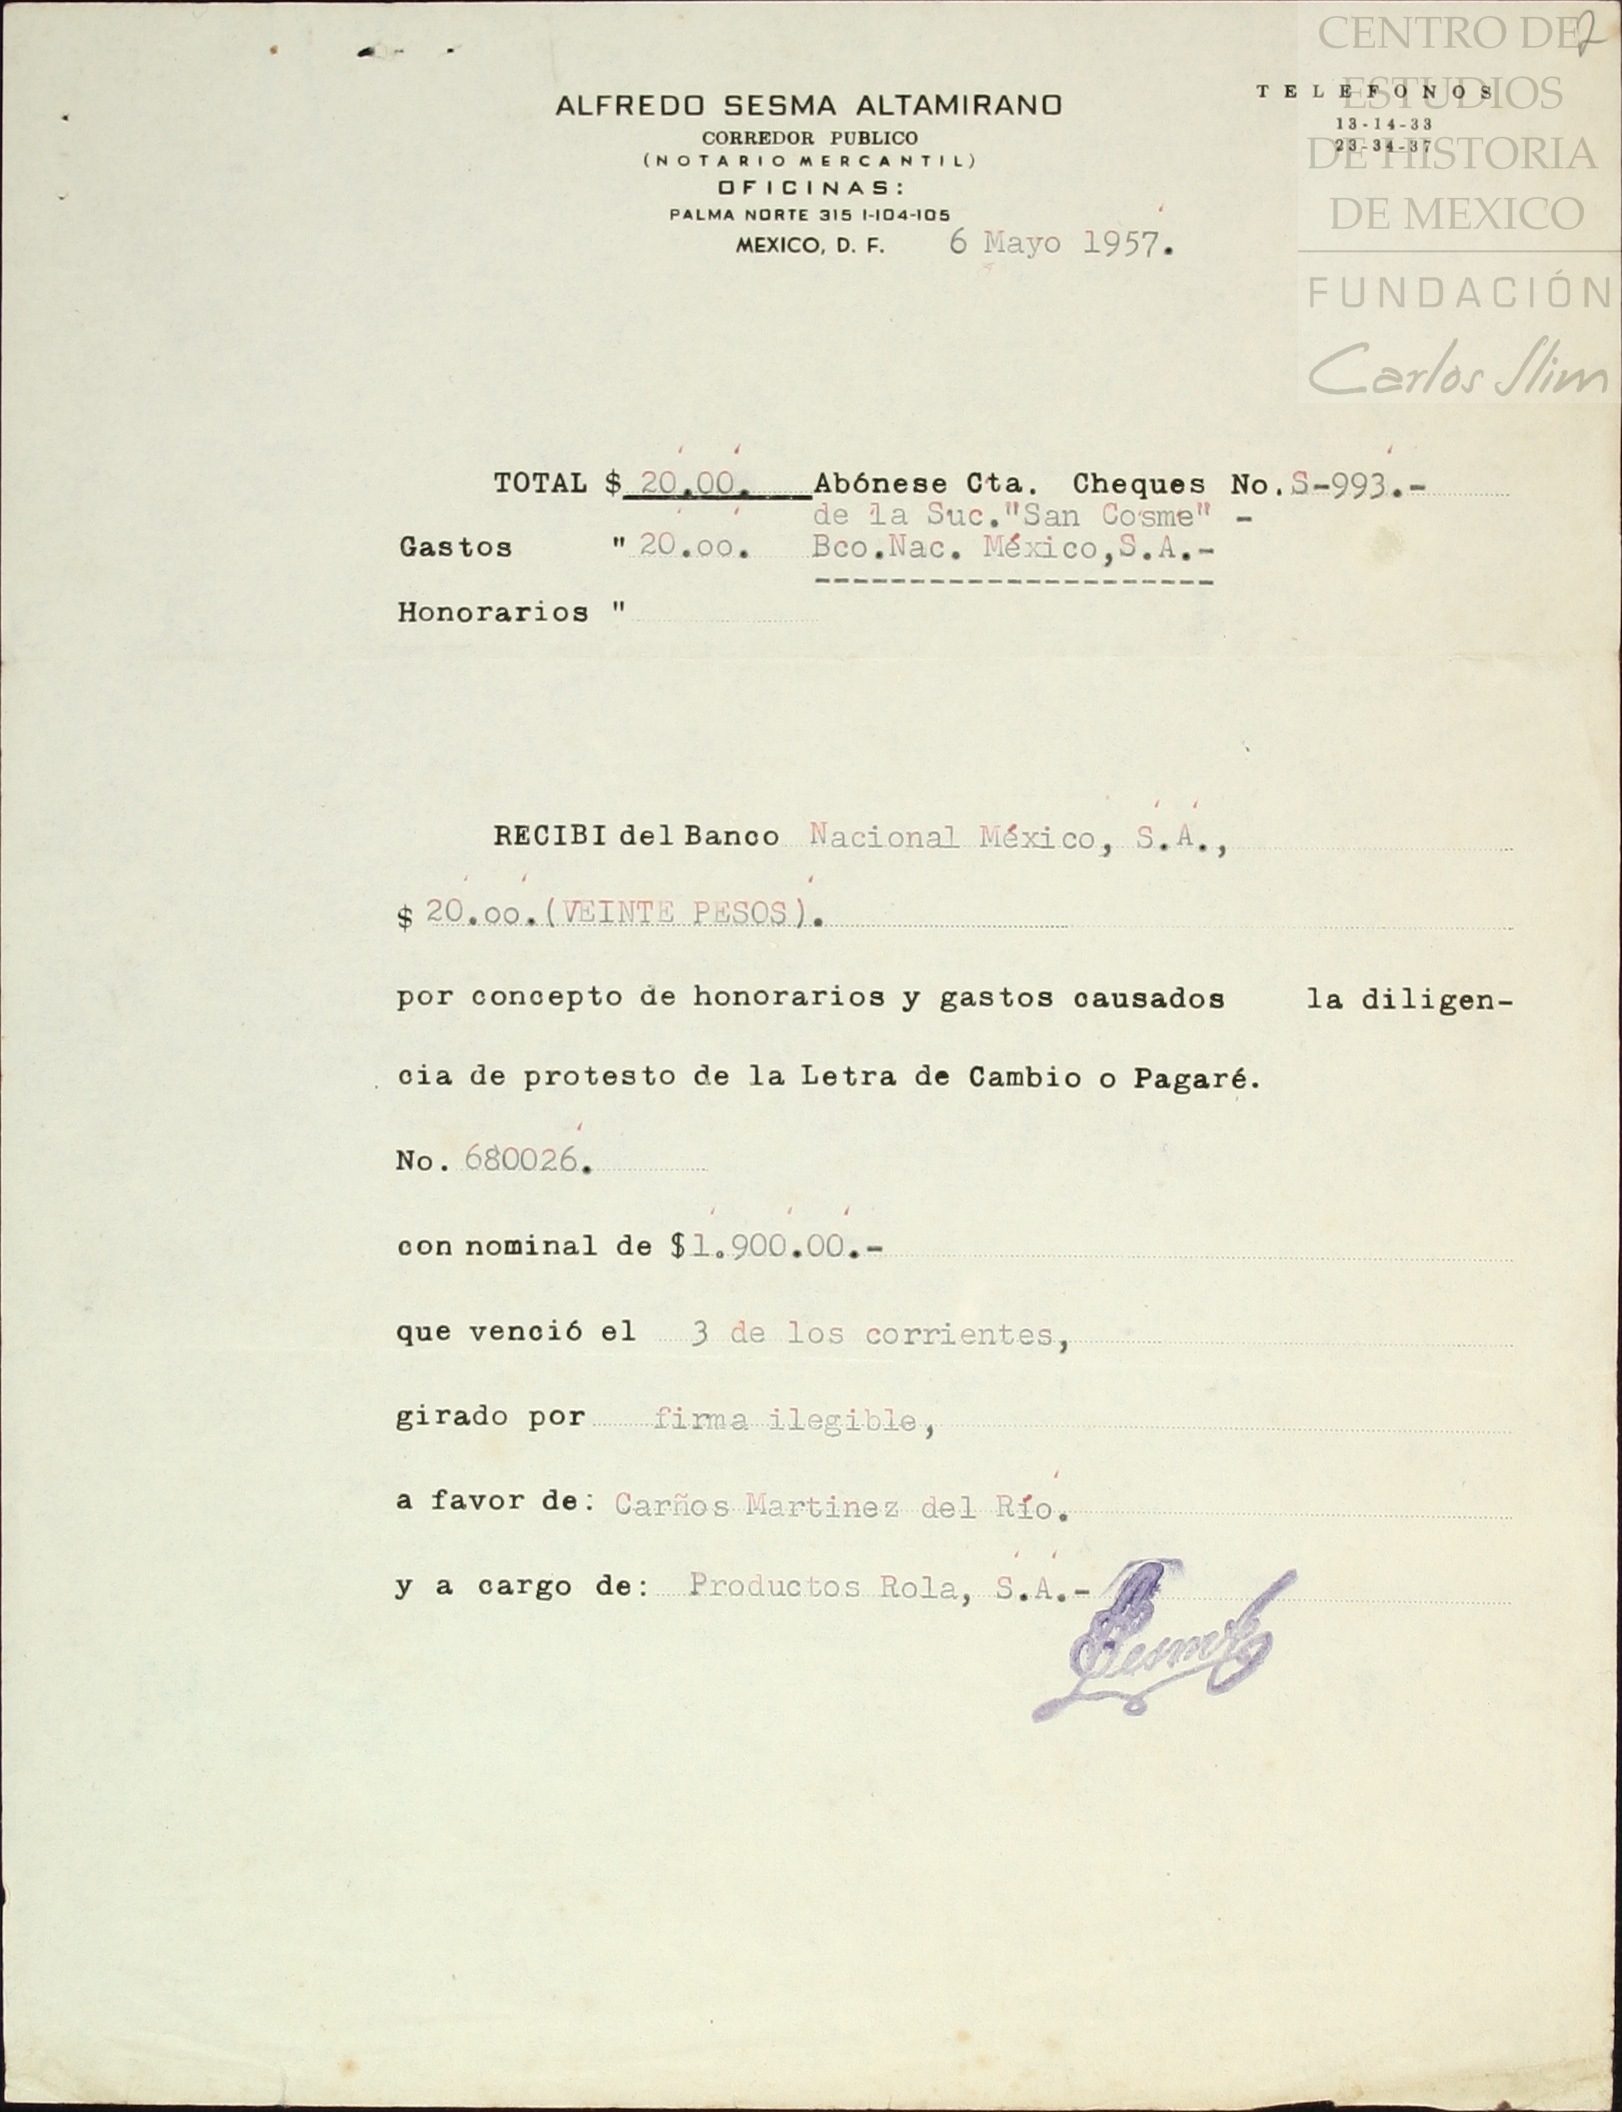 CENTRO DE
ESTUDIOS
DE HISTORIA
DE MEXICO
FUNDACIÓN
Carlos Slim
2
ALFREDO SESMA ALTAMIRANO
CORREDOR PUBLICO
(NOTARIO MERCANTIL)
OFICINAS:
PALMA NORTE 315 1-104-105
MEXICO, D. F. 6 Mayo 1957.
TELEFONOS
13-14-33
23-34-37
TOTAL $ 20.00. Abónese Cta. Cheques No. S-993.-
de la Suc."San Cosme" -
Gastos " 20.oo. Bco.Nac. México,S.A.-
----------------------
Honorarios "
RECIBI del Banco Nacional México, S.A.,
$ 20.oo.(VEINTE PESOS).
por concepto de honorarios y gastos causados la diligen-
cia de protesto de la Letra de Cambio o Pagaré.
No. 680026.
con nominal de $1.900.00.-
que venció el 3 de los corrientes,
girado por firma ilegible,
a favor de: Carños Martinez del Río.
y a cargo de: Productos Rola, S.A.-
Sesma